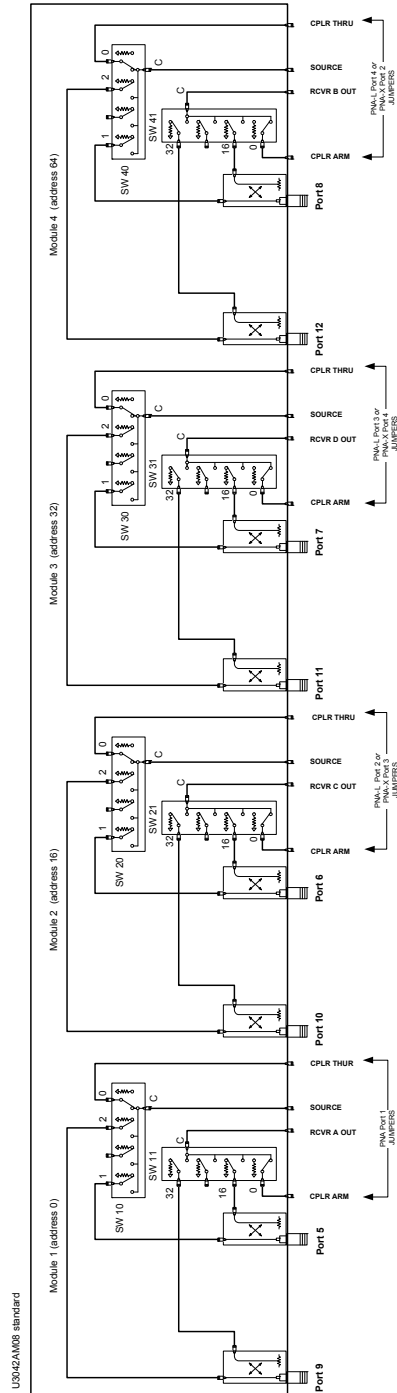 U3042AM08 standard
Module 1 (address 0)
0
2
1
SW 10
C
SW 11
C
32
16
0
CPLR THUR
SOURCE
RCVR A OUT
CPLR ARM
Port 5
Port 9
PNA Port 1
JUMPERS
Module 2 (address 16)
0
2
1
SW 20
C
SW 21
C
32
16
0
CPLR THRU
SOURCE
RCVR C OUT
CPLR ARM
Port 6
Port 10
PNA-L Port 2 or
PNA-X Port 3
JUMPERS
Module 3 (address 32)
0
2
1
SW 30
C
SW 31
C
32
16
0
CPLR THRU
SOURCE
RCVR D OUT
CPLR ARM
Port 7
Port 11
PNA-L Port 3 or
PNA-X Port 4
JUMPERS
Module 4 (address 64)
0
2
1
SW 40
C
SW 41
C
32
16
0
CPLR THRU
SOURCE
RCVR B OUT
CPLR ARM
Port 8
Port 12
PNA-L Port 4 or
PNA-X Port 2
JUMPERS